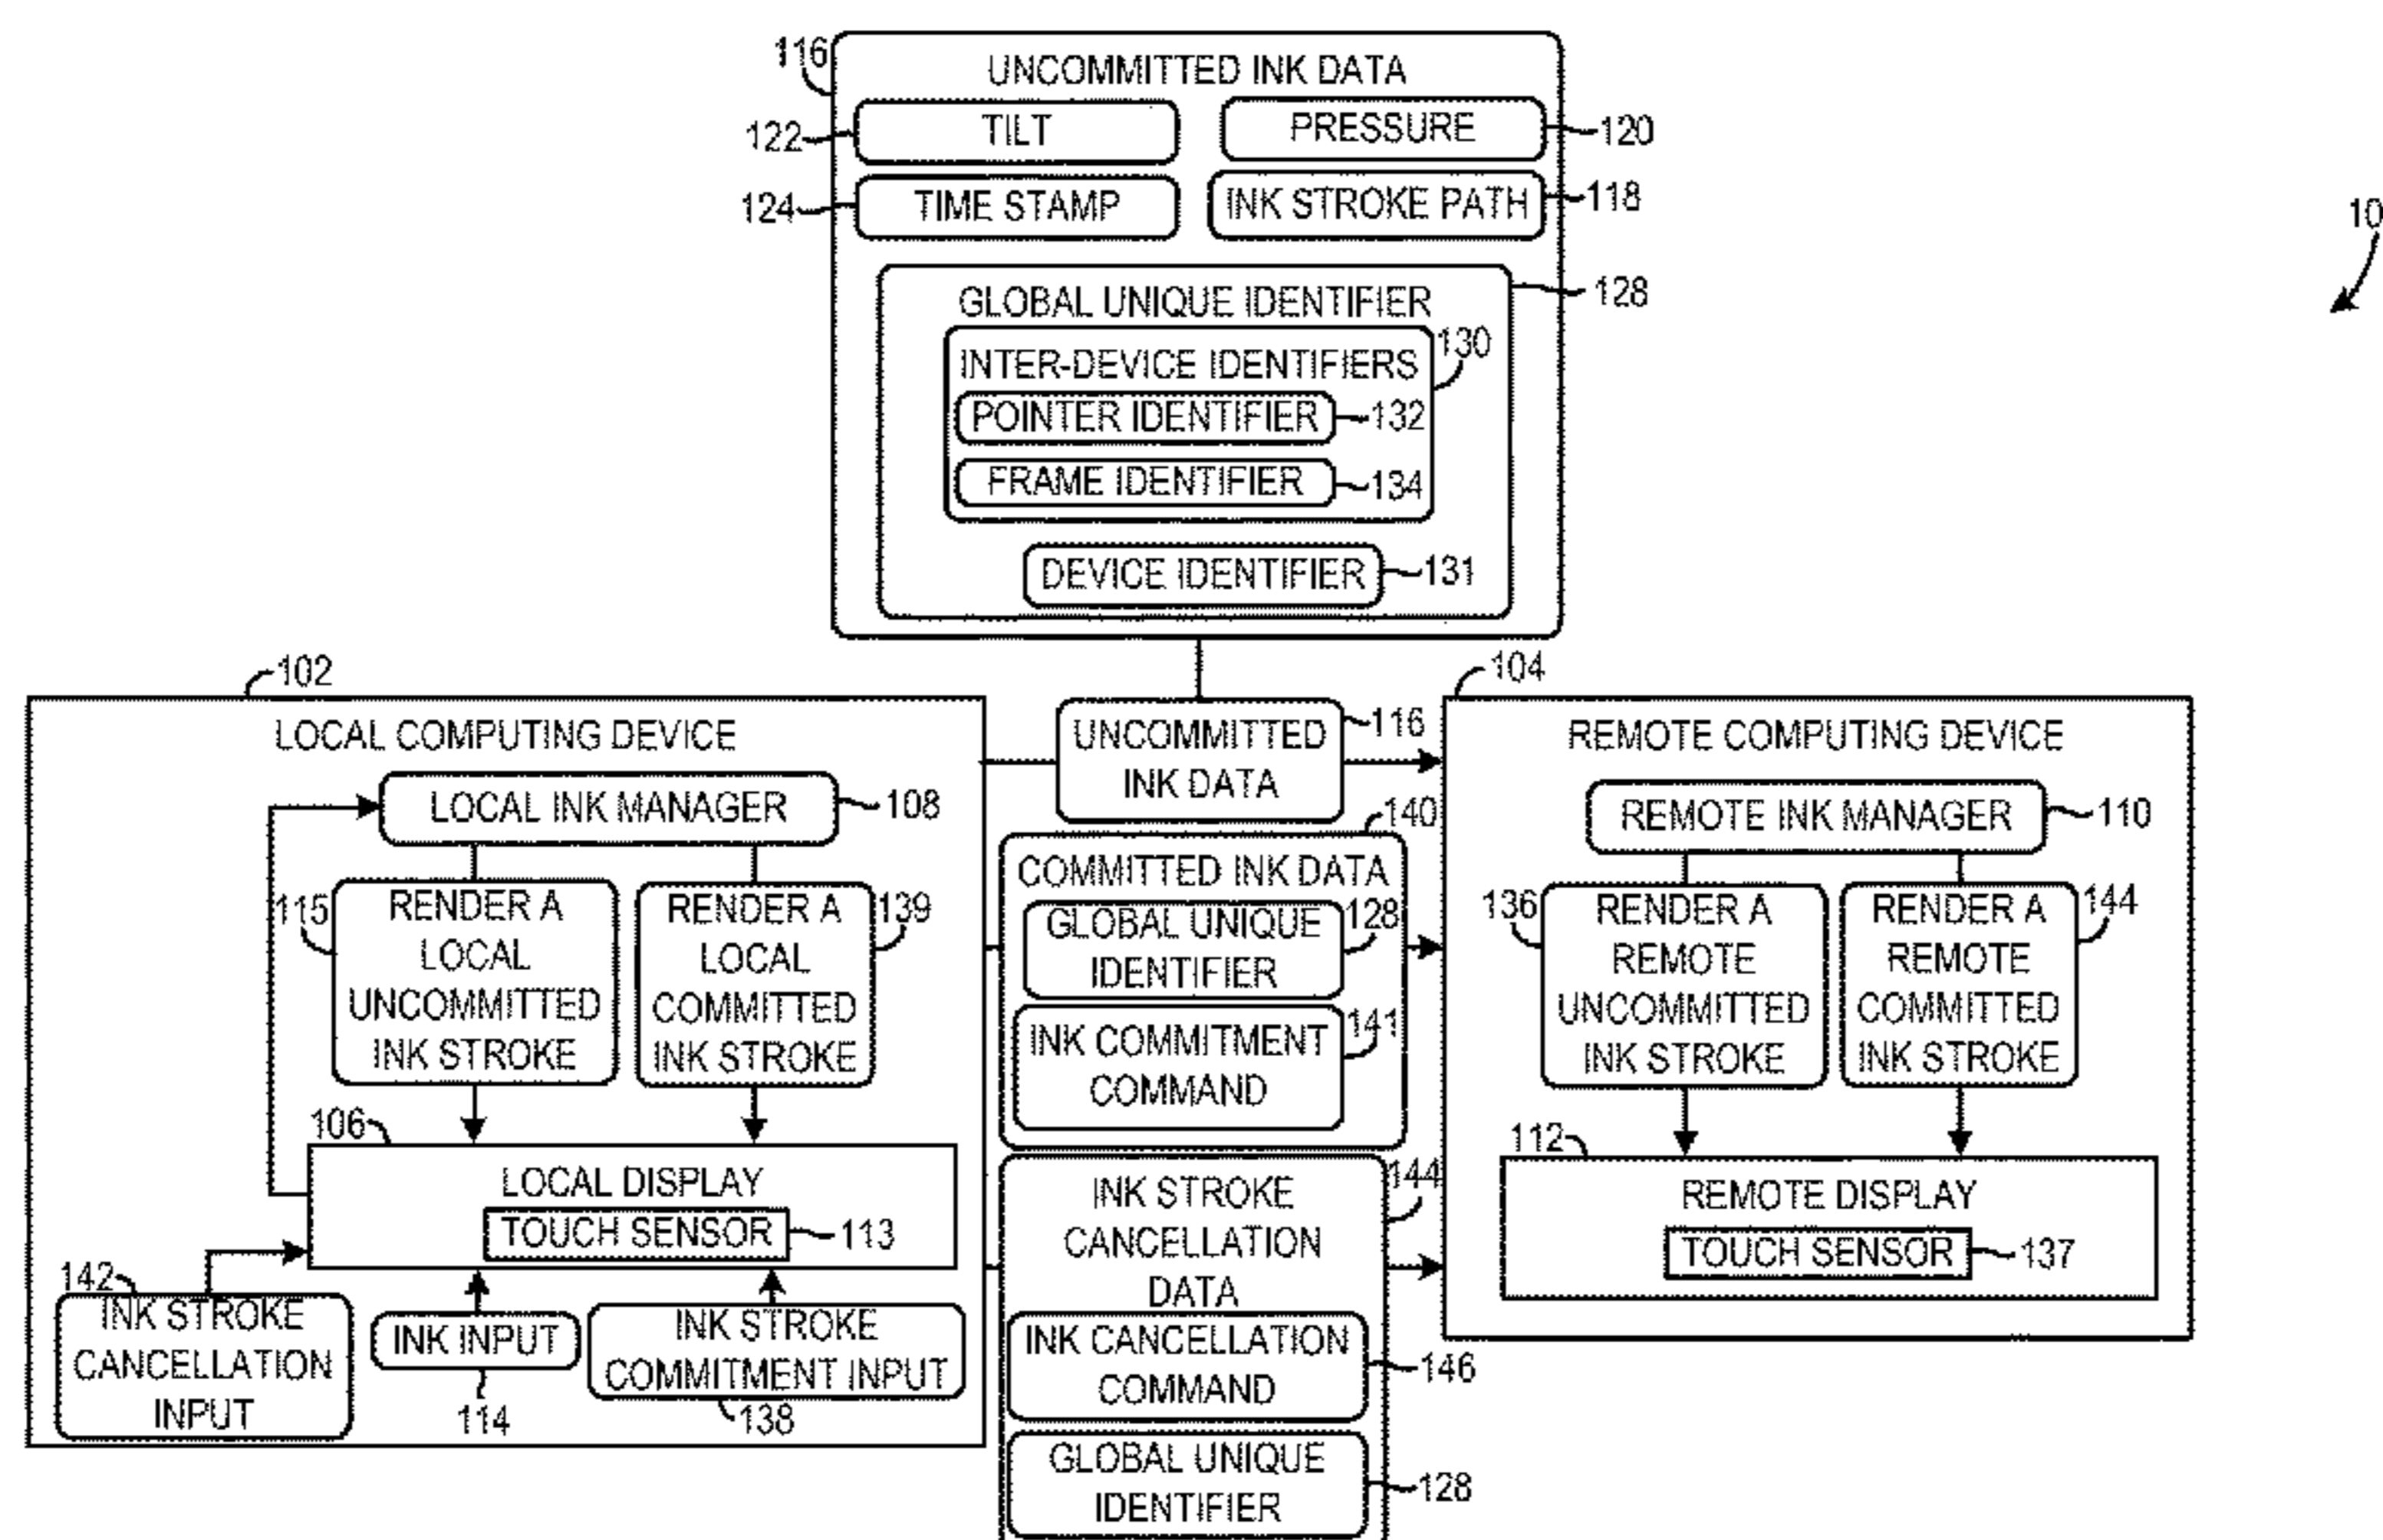 116
UNCOMMITTED INK DATA
122
TILT
PRESSURE
120
124
TIME STAMP
INK STROKE PATH
118
10
GLOBAL UNIQUE IDENTIFIER
128
INTER-DEVICE IDENTIFIERS
130
POINTER IDENTIFIER
132
FRAME IDENTIFIER
134
DEVICE IDENTIFIER
131
102
LOCAL COMPUTING DEVICE
LOCAL INK MANAGER
108
115
RENDER A
LOCAL
UNCOMMITTED
INK STROKE
RENDER A
LOCAL
COMMITTED
INK STROKE
139
106
LOCAL DISPLAY
TOUCH SENSOR
113
142
INK STROKE
CANCELLATION
INPUT
INK INPUT
114
INK STROKE
COMMITMENT INPUT
138
UNCOMMITTED
INK DATA
116
140
COMMITTED INK DATA
GLOBAL UNIQUE
IDENTIFIER
128
INK COMMITMENT
COMMAND
141
INK STROKE
CANCELLATION
DATA
144
INK CANCELLATION
COMMAND
146
GLOBAL UNIQUE
IDENTIFIER
128
104
REMOTE COMPUTING DEVICE
REMOTE INK MANAGER
110
136
RENDER A
REMOTE
UNCOMMITTED
INK STROKE
RENDER A
REMOTE
COMMITTED
INK STROKE
144
112
REMOTE DISPLAY
TOUCH SENSOR
137